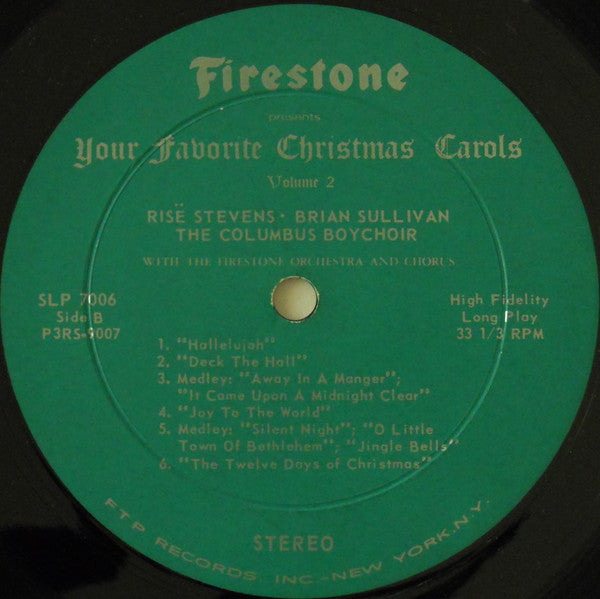 Firestone
presents
Your Favorite Christmas Carols
Volume 2
RISË STEVENS • BRIAN SULLIVAN
THE COLUMBUS BOYCHOIR
WITH THE FIRESTONE ORCHESTRA AND CHORUS
SLP 7006
Side B
P3RS-9007
High Fidelity
Long Play
33 1/3 RPM
1. "Hallelujah"
2. "Deck The Hall"
3. Medley: "Away In A Manger";
"It Came Upon A Midnight Clear"
4. "Joy To The World"
5. Medley: "Silent Night"; "O Little
Town Of Bethlehem"; "Jingle Bells"
6. "The Twelve Days of Christmas"
STEREO
FTP RECORDS, INC-NEW YORK.N.Y.